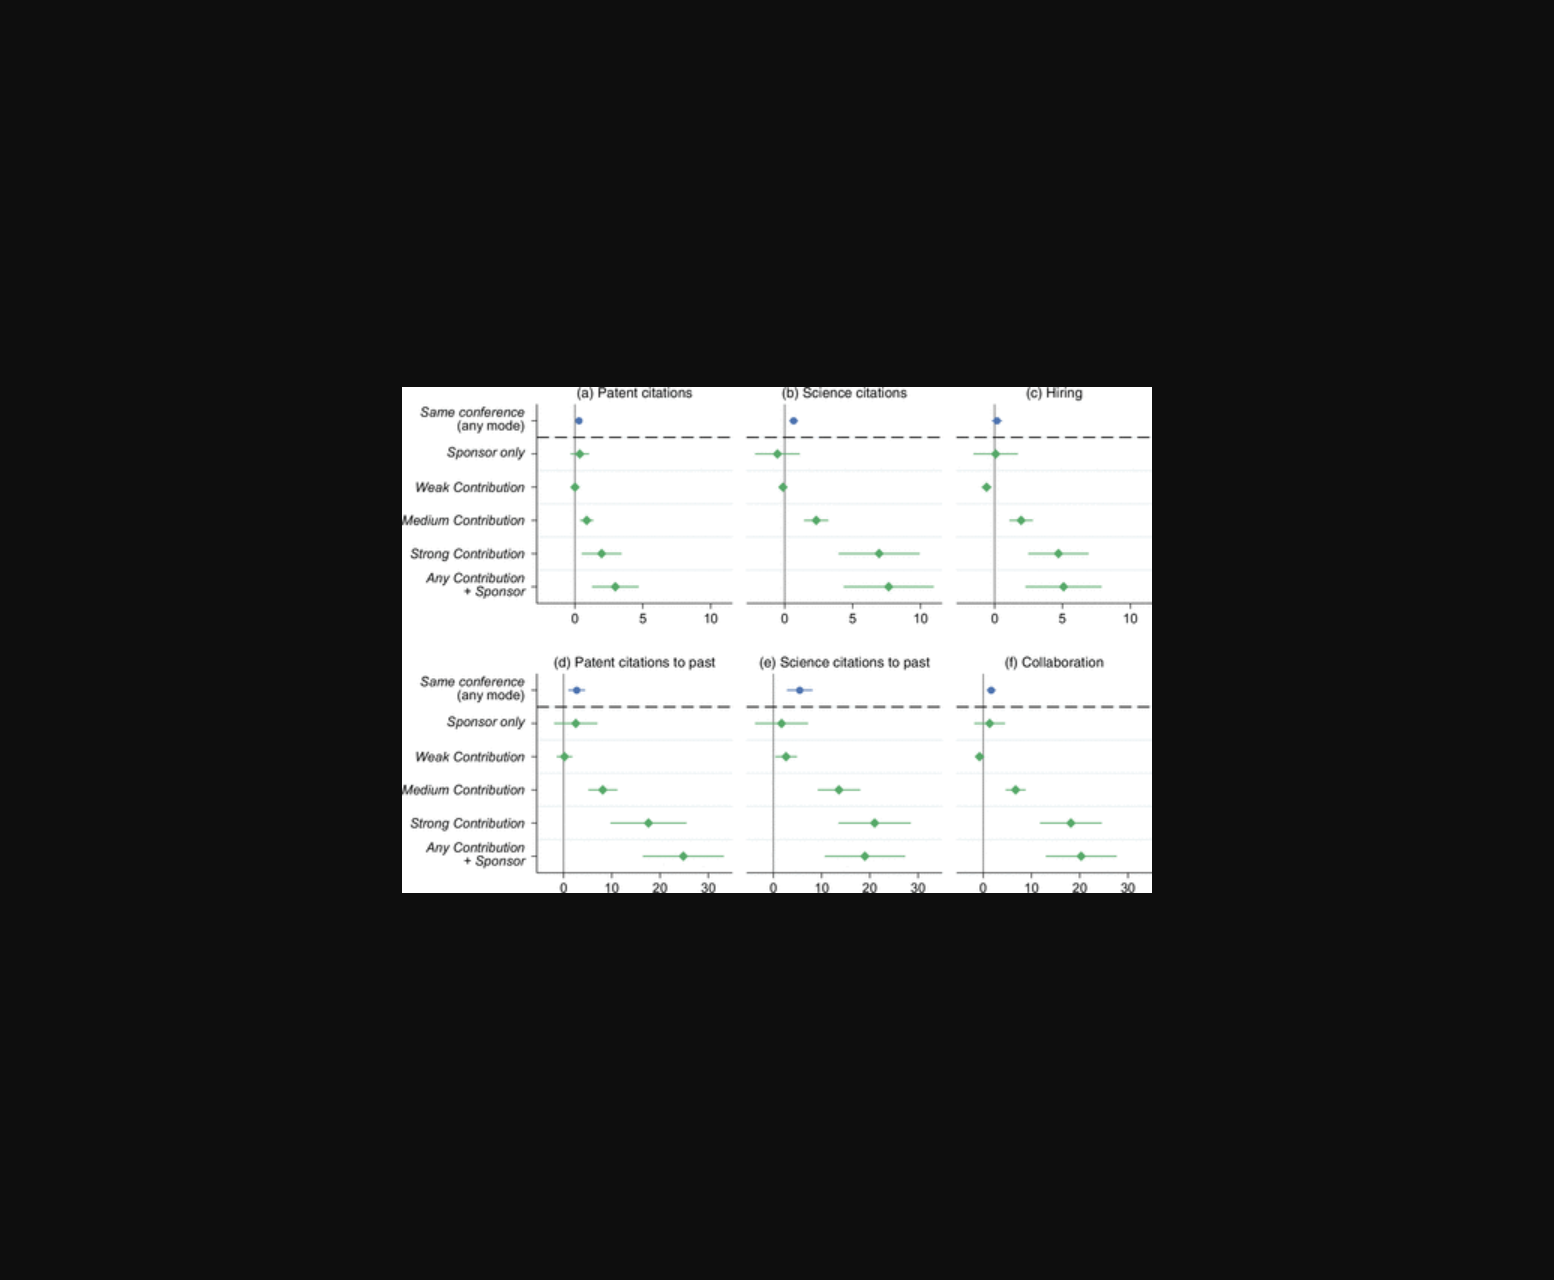 (a) Patent citations
(b) Science citations
(c) Hiring
Same conference
(any mode)
Sponsor only
Weak Contribution
Medium Contribution
Strong Contribution
Any Contribution
+ Sponsor
0 5 10
0 5 10
0 5 10
(d) Patent citations to past
(e) Science citations to past
(f) Collaboration
Same conference
(any mode)
Sponsor only
Weak Contribution
Medium Contribution
Strong Contribution
Any Contribution
+ Sponsor
0 10 20 30
0 10 20 30
0 10 20 30